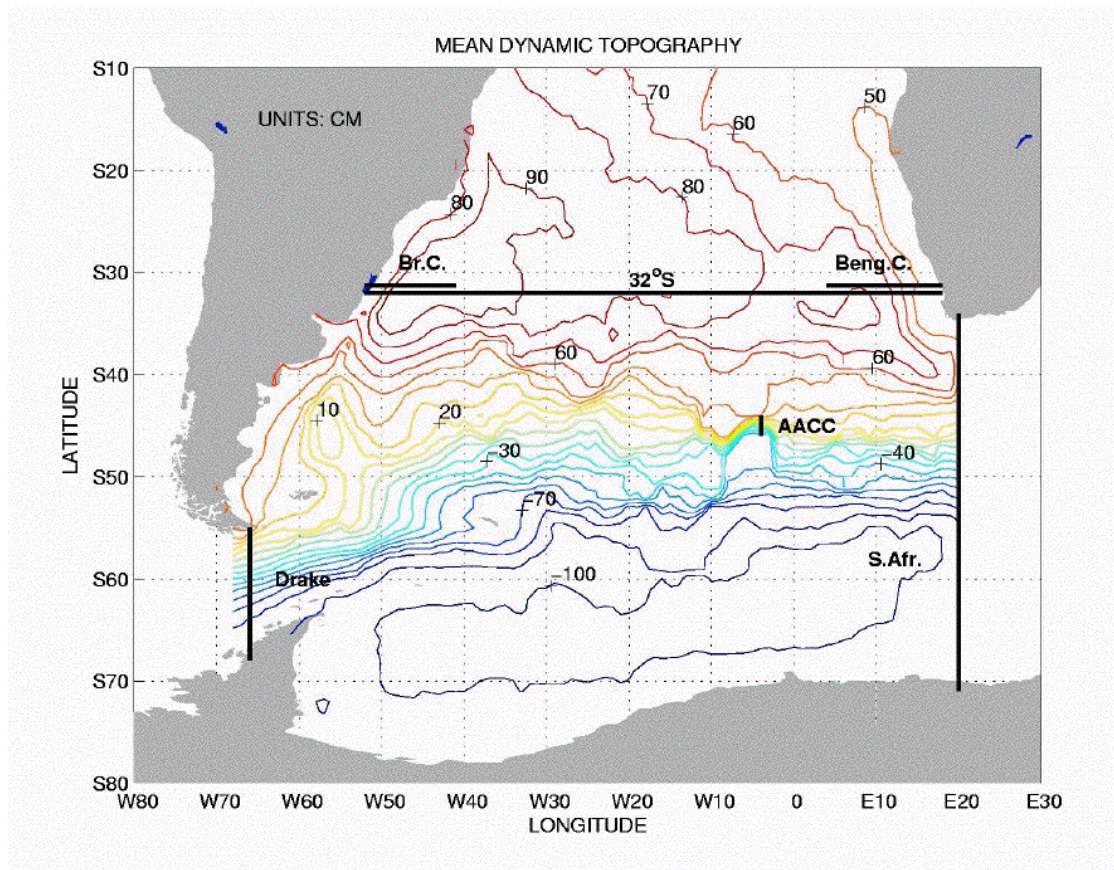 MEAN DYNAMIC TOPOGRAPHY
S10
UNITS: CM
70
60
50
S20
90
80
80
S30
Br.C.
32°S
Beng.C.
60
60
S40
10
20
AACC
-30
-40
S50
-70
S60
Drake
-100
S.Afr.
S70
S80
W80 W70 W60 W50 W40 W30 W20 W10 0 E10 E20 E30
LATITUDE
LONGITUDE